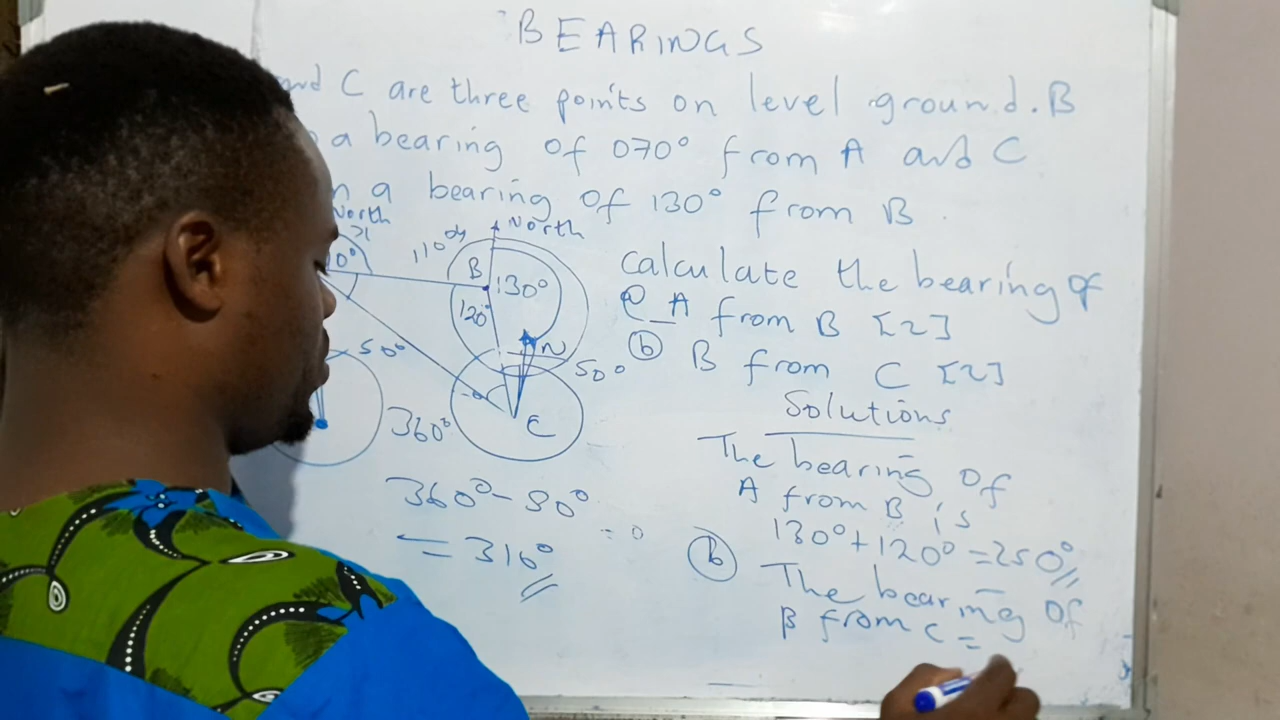 BEARINGS
and C are three points on level ground. B
a bearing of 070° from A and C
n a bearing of 130° from B.
North
North
110°
B
130°
120°
N
50°
50°
C
360°
calculate the bearing of
A from B [2]
(b) B from C [2]
Solutions
The bearing of
A from B is
130°+120°=250°
(b) The bearing of
B from C =
360°-50°
= 310°